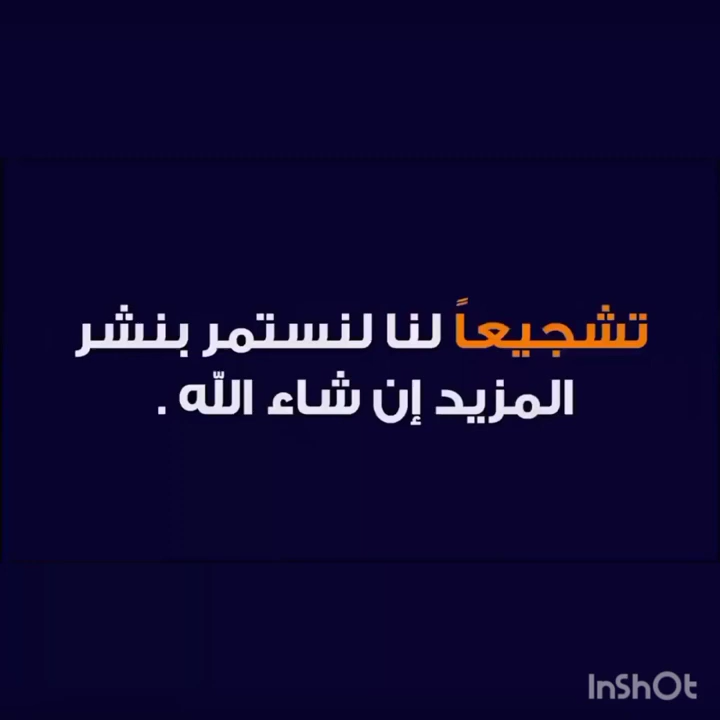 تشجيعاً لنا لنستمر بنشر
المزيد إن شاء الله .
InShOt